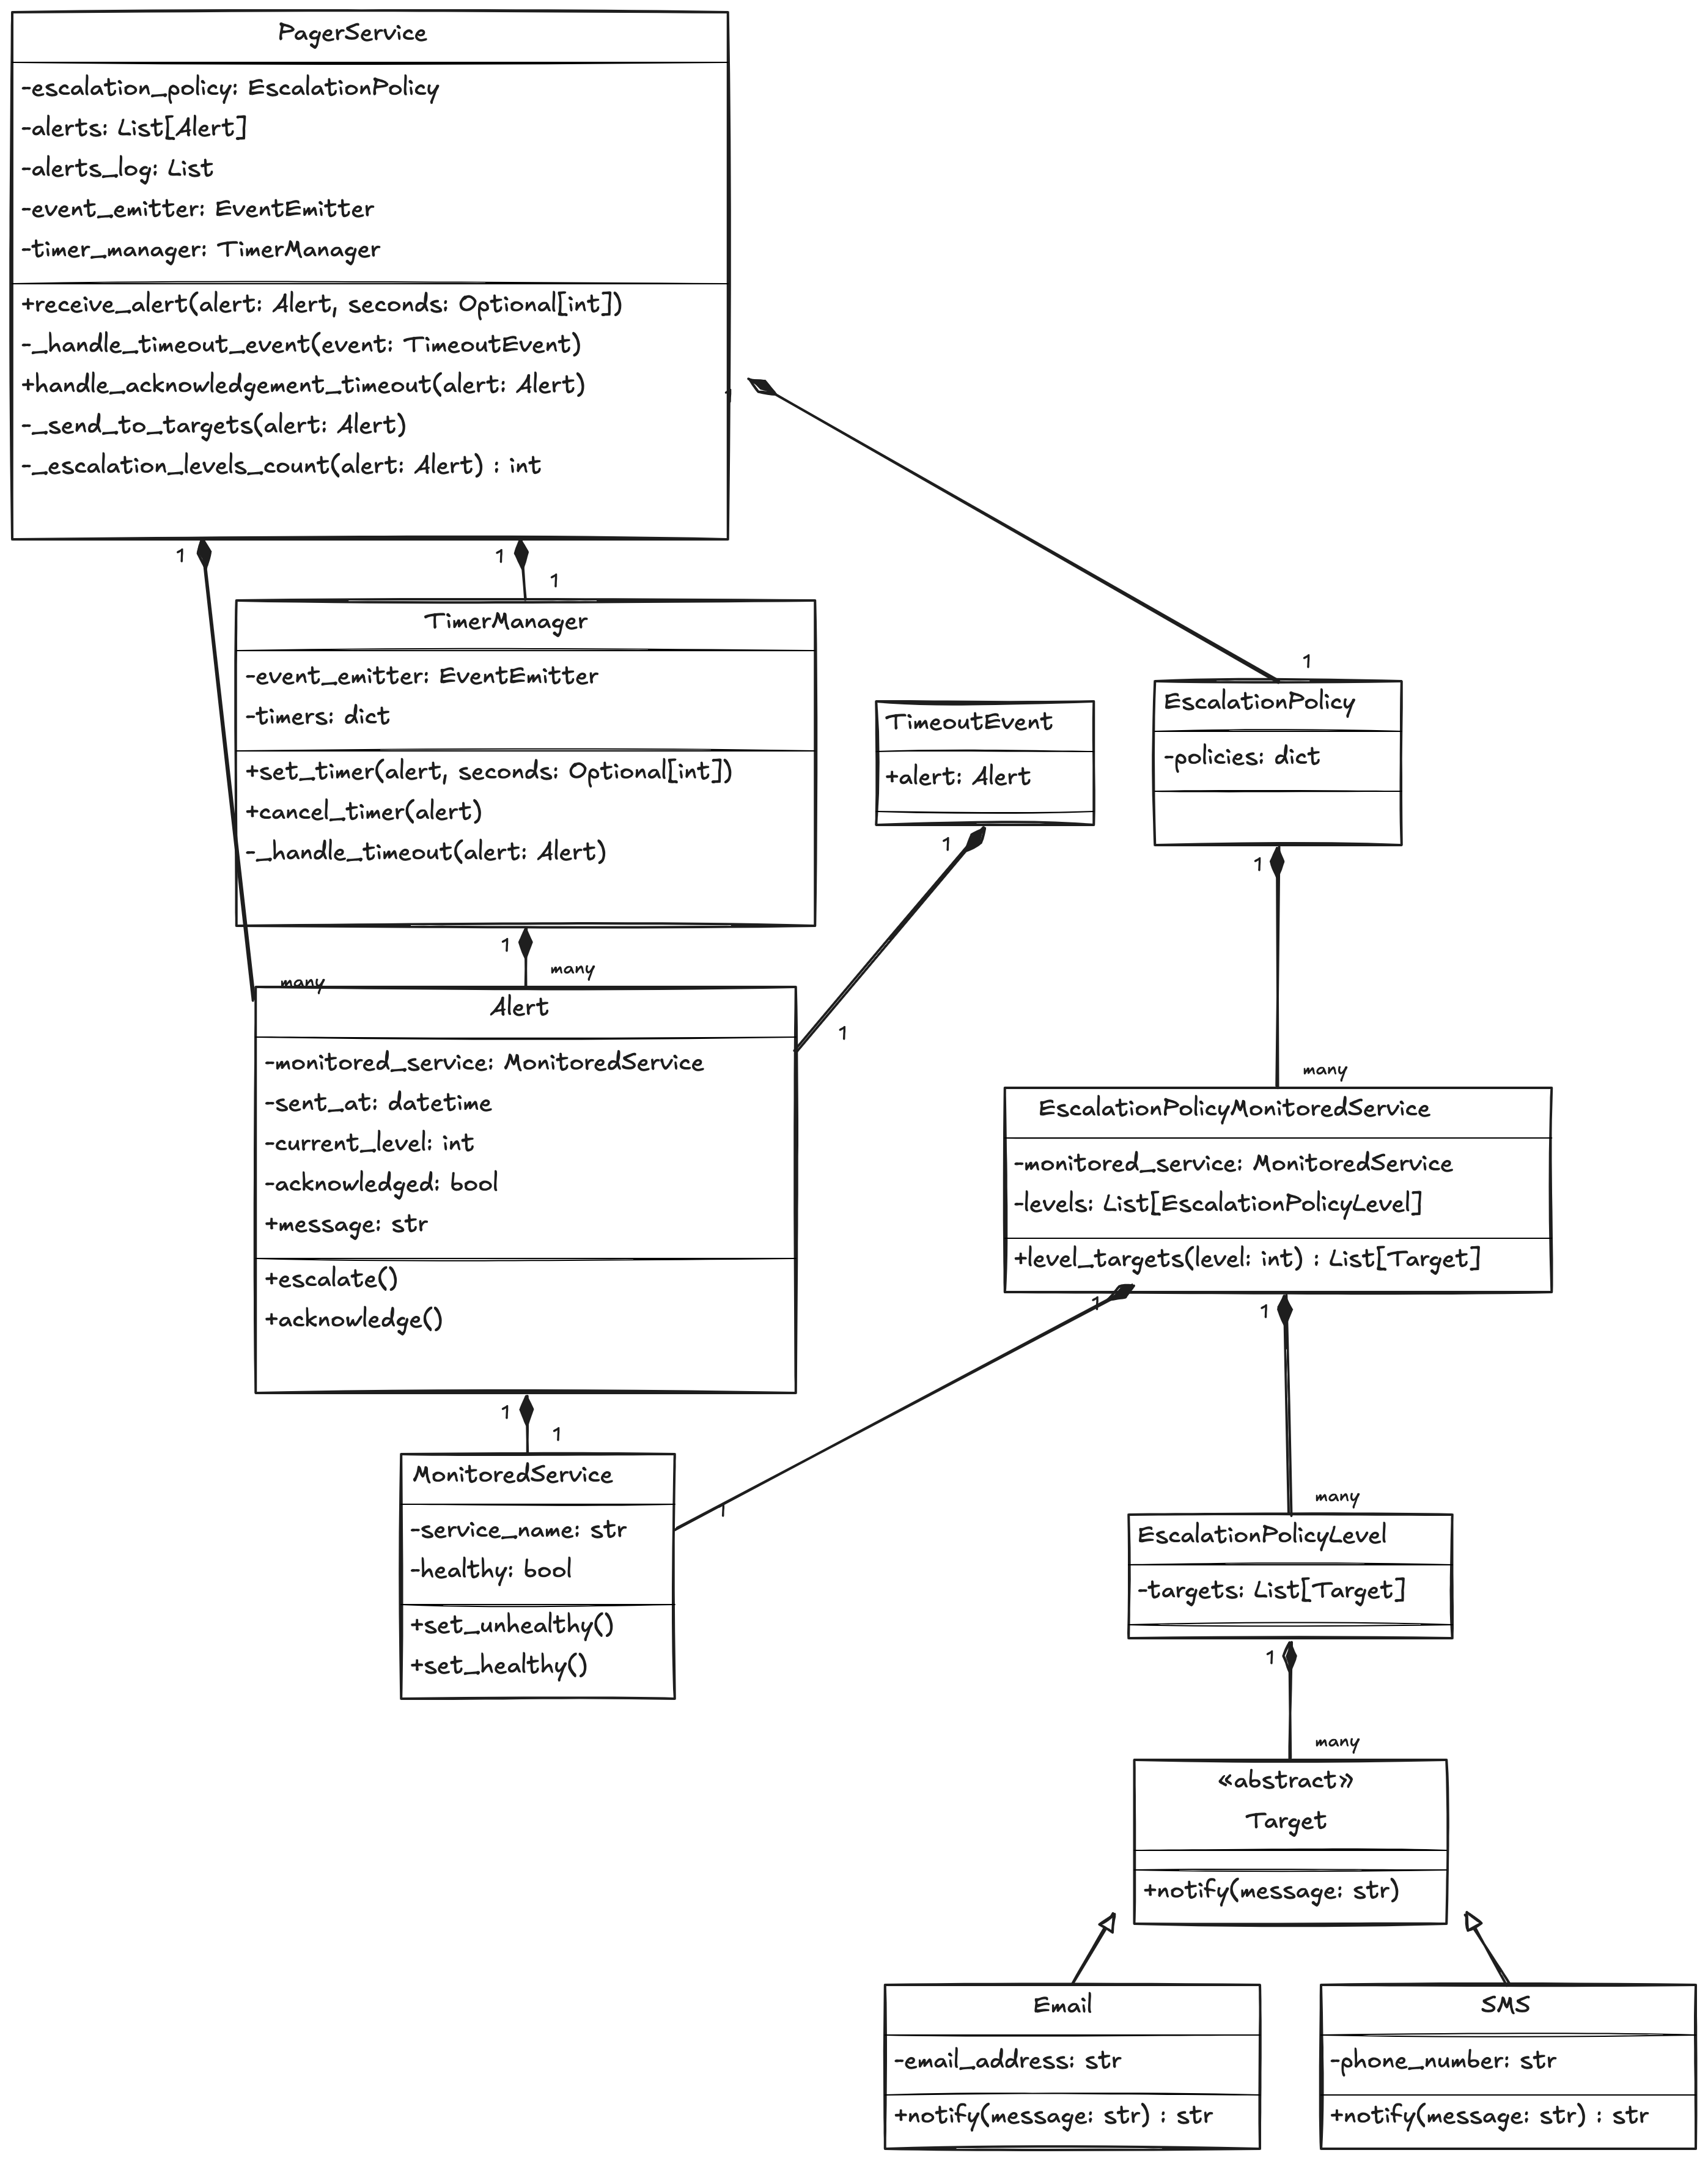 PagerService
-escalation_policy: EscalationPolicy
-alerts: List[Alert]
-alerts_log: List
-event_emitter: EventEmitter
-timer_manager: TimerManager
+receive_alert(alert: Alert, seconds: Optional[int])
-_handle_timeout_event(event: TimeoutEvent)
+handle_acknowledgement_timeout(alert: Alert)
-_send_to_targets(alert: Alert)
-_escalation_levels_count(alert: Alert) : int
1
1
1
1
1
TimerManager
-event_emitter: EventEmitter
-timers: dict
+set_timer(alert, seconds: Optional[int])
+cancel_timer(alert)
-_handle_timeout(alert: Alert)
TimeoutEvent
+alert: Alert
EscalationPolicy
-policies: dict
1
1
1
many
many
1
many
Alert
-monitored_service: MonitoredService
-sent_at: datetime
-current_level: int
-acknowledged: bool
+message: str
+escalate()
+acknowledge()
EscalationPolicyMonitoredService
-monitored_service: MonitoredService
-levels: List[EscalationPolicyLevel]
+level_targets(level: int) : List[Target]
1
1
1
1
1
many
MonitoredService
-service_name: str
-healthy: bool
+set_unhealthy()
+set_healthy()
EscalationPolicyLevel
-targets: List[Target]
1
many
«abstract»
Target
+notify(message: str)
Email
-email_address: str
+notify(message: str) : str
SMS
-phone_number: str
+notify(message: str) : str